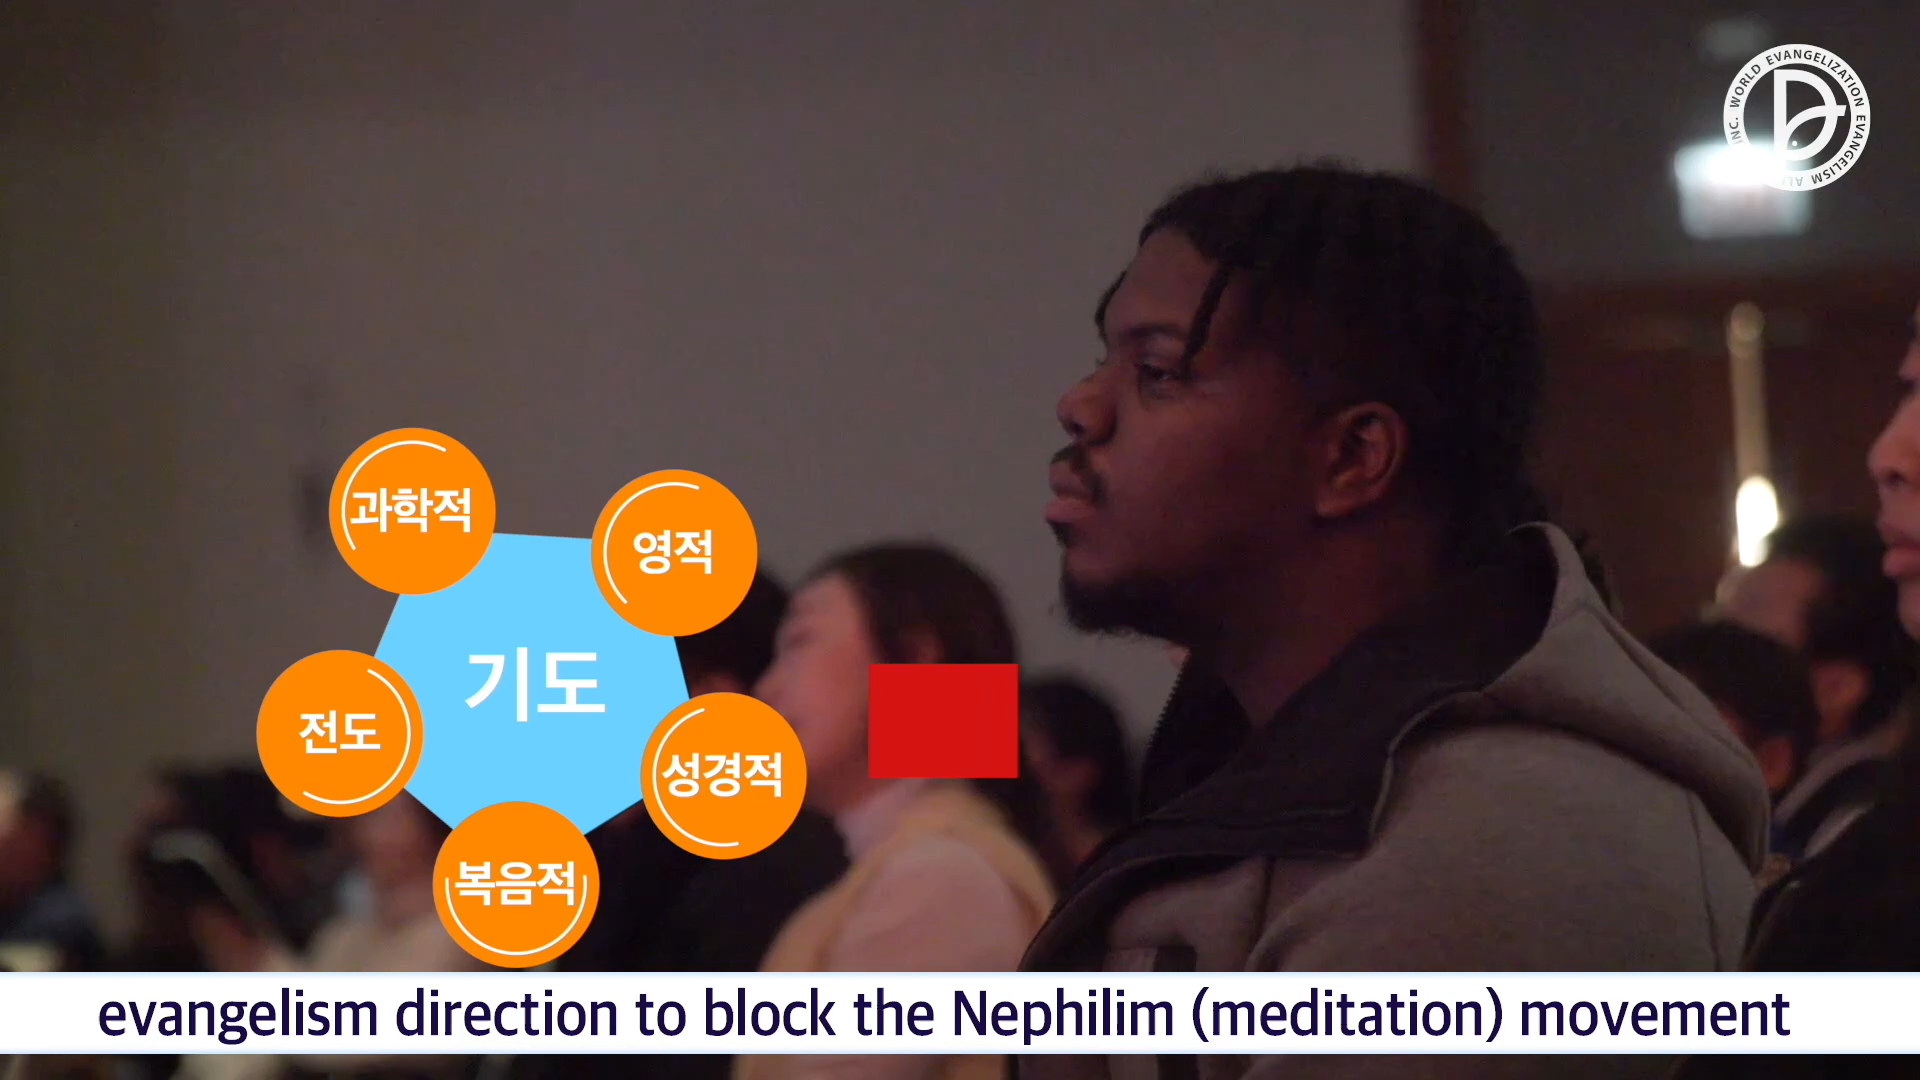 INC. WORLD EVANGELIZATION EVANGELISM
과학적
영적
기도
전도
성경적
복음적
evangelism direction to block the Nephilim (meditation) movement